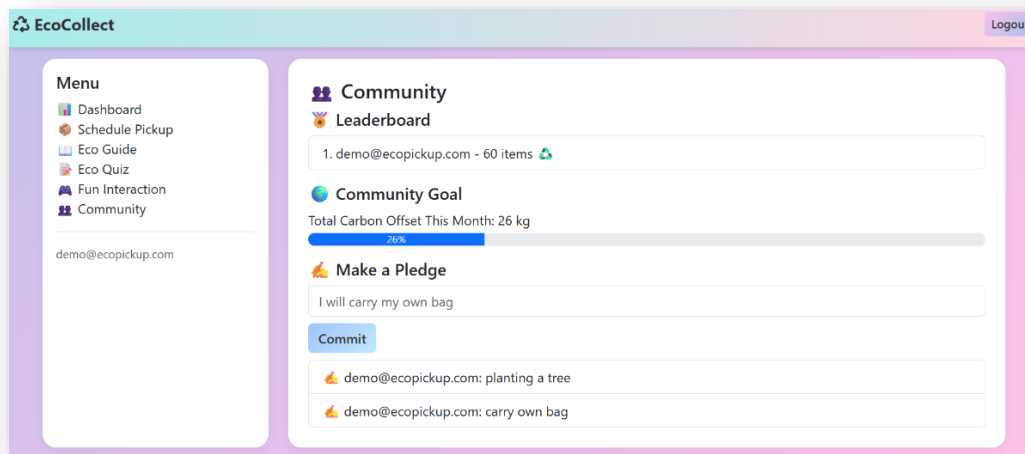 EcoCollect
Logou
Menu
Dashboard
Schedule Pickup
Eco Guide
Eco Quiz
Fun Interaction
Community
demo@ecopickup.com
Community
Leaderboard
1. demo@ecopickup.com - 60 items
Community Goal
Total Carbon Offset This Month: 26 kg
26%
Make a Pledge
I will carry my own bag
Commit
demo@ecopickup.com: planting a tree
demo@ecopickup.com: carry own bag